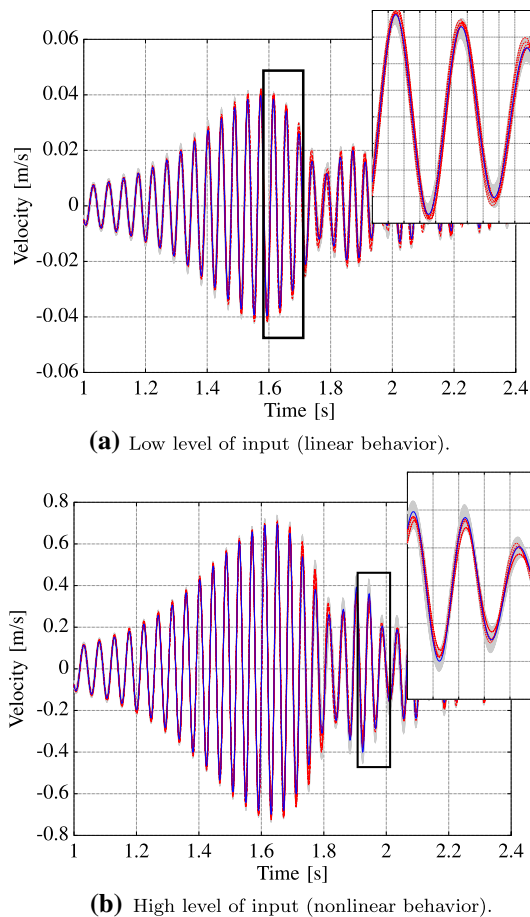 0.06
0.04
0.02
0
-0.02
-0.04
-0.06
Velocity [m/s]
1 1.2 1.4 1.6 1.8 2 2.2 2.4
Time [s]
(a) Low level of input (linear behavior).
0.8
0.6
0.4
0.2
0
-0.2
-0.4
-0.6
-0.8
Velocity [m/s]
1 1.2 1.4 1.6 1.8 2 2.2 2.4
Time [s]
(b) High level of input (nonlinear behavior).